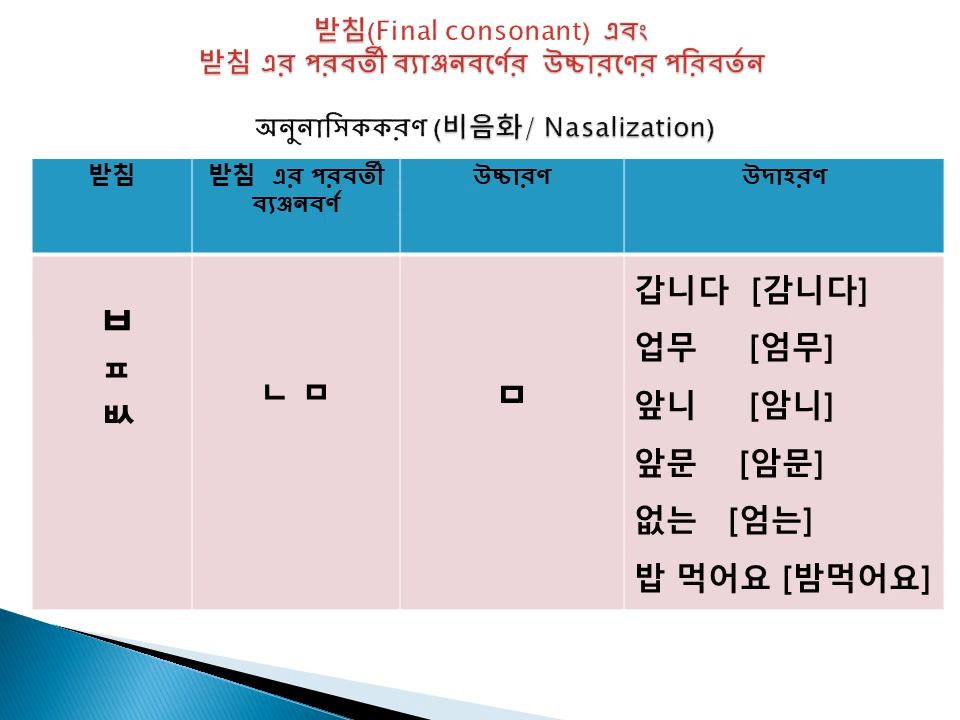 받침(Final consonant) এবং
받침 এর পরবর্তী ব্যাঞ্জনবর্ণের উচ্চারণের পরিবর্তন
অনুনাসিককরণ (비음화/ Nasalization)
받침
받침 এর পরবর্তী
ব্যঞ্জনবর্ণ
উচ্চারণ
উদাহরণ
ㅂ
ㅍ
ㅄ
ㄴ ㅁ
ㅁ
갑니다 [감니다]
업무 [엄무]
앞니 [암니]
앞문 [암문]
없는 [엄는]
밥 먹어요 [밤먹어요]